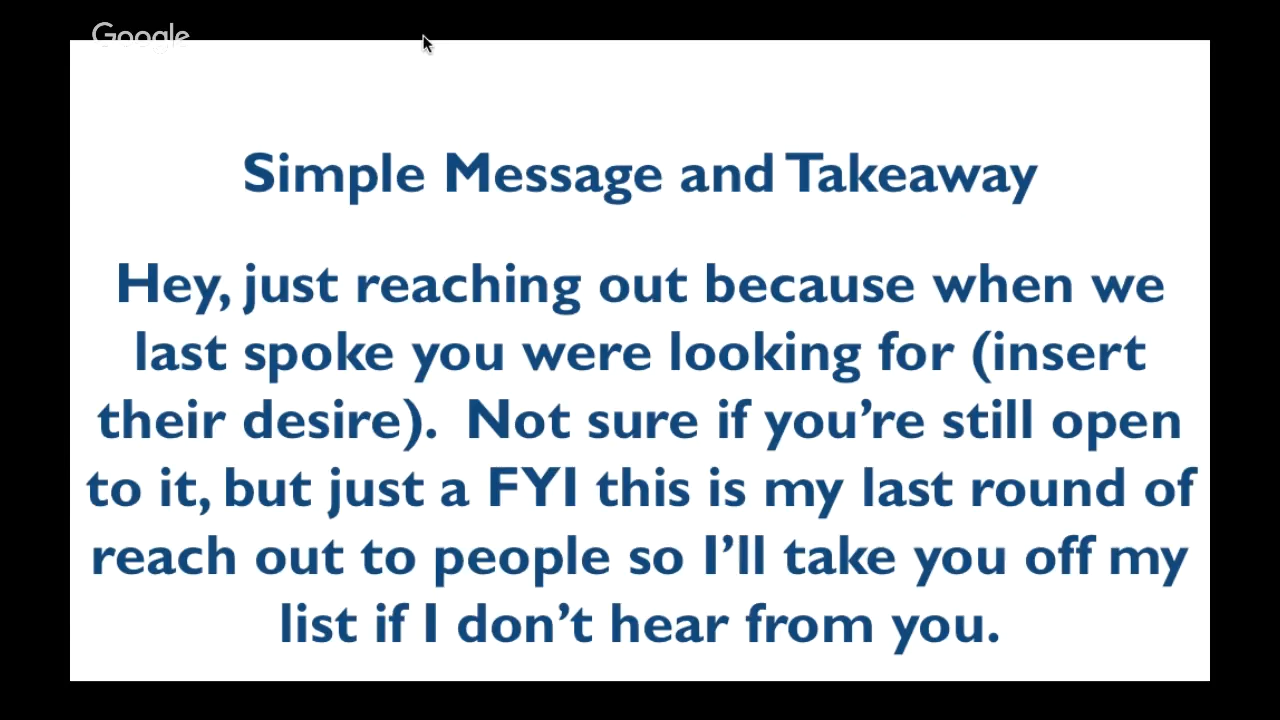 Google
Simple Message and Takeaway
Hey, just reaching out because when we
last spoke you were looking for (insert
their desire).  Not sure if you’re still open
to it, but just a FYI this is my last round of
reach out to people so I’ll take you off my
list if I don’t hear from you.